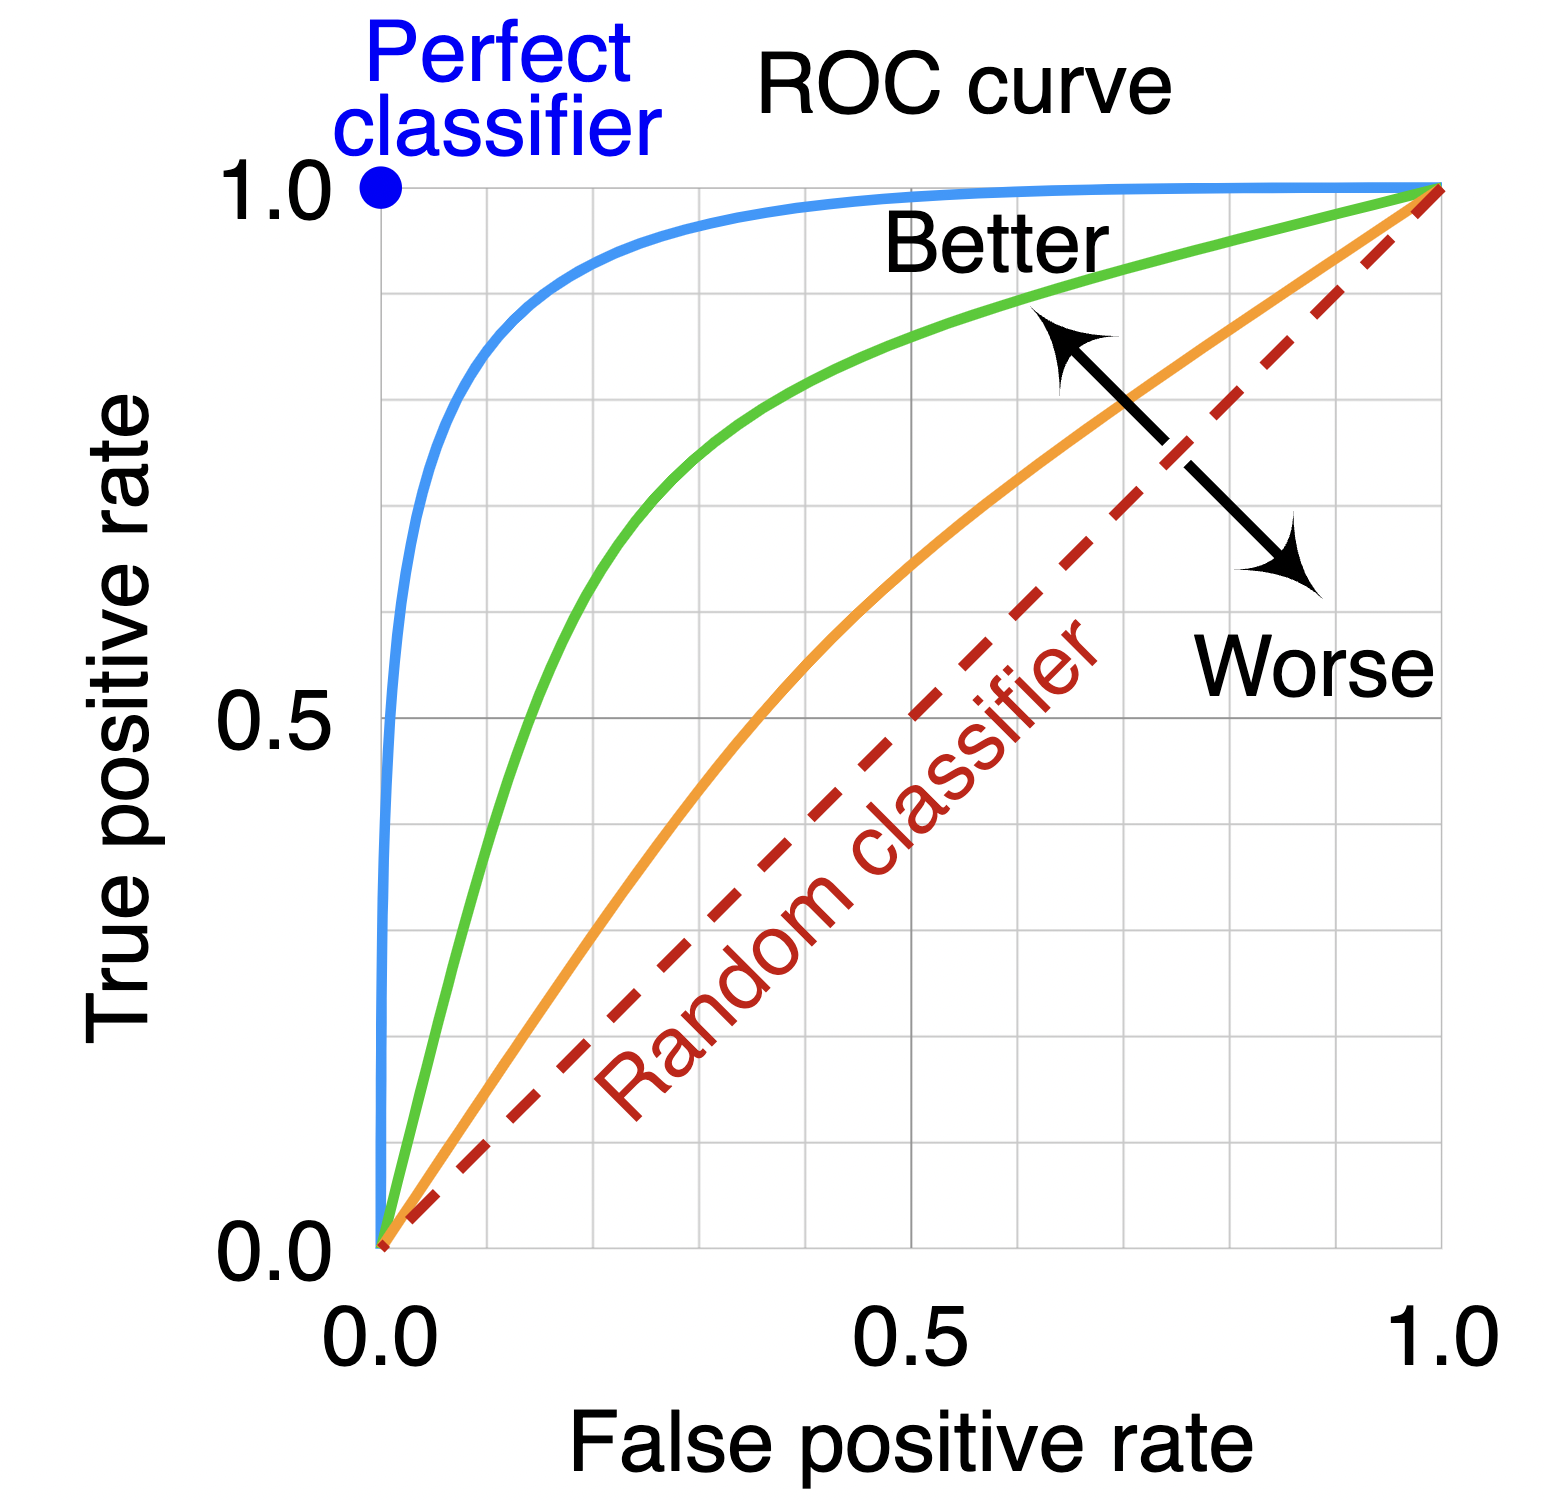 Perfect
classifier
ROC curve
1.0
Better
True positive rate
0.5
Worse
Random classifier
0.0
0.0
0.5
1.0
False positive rate